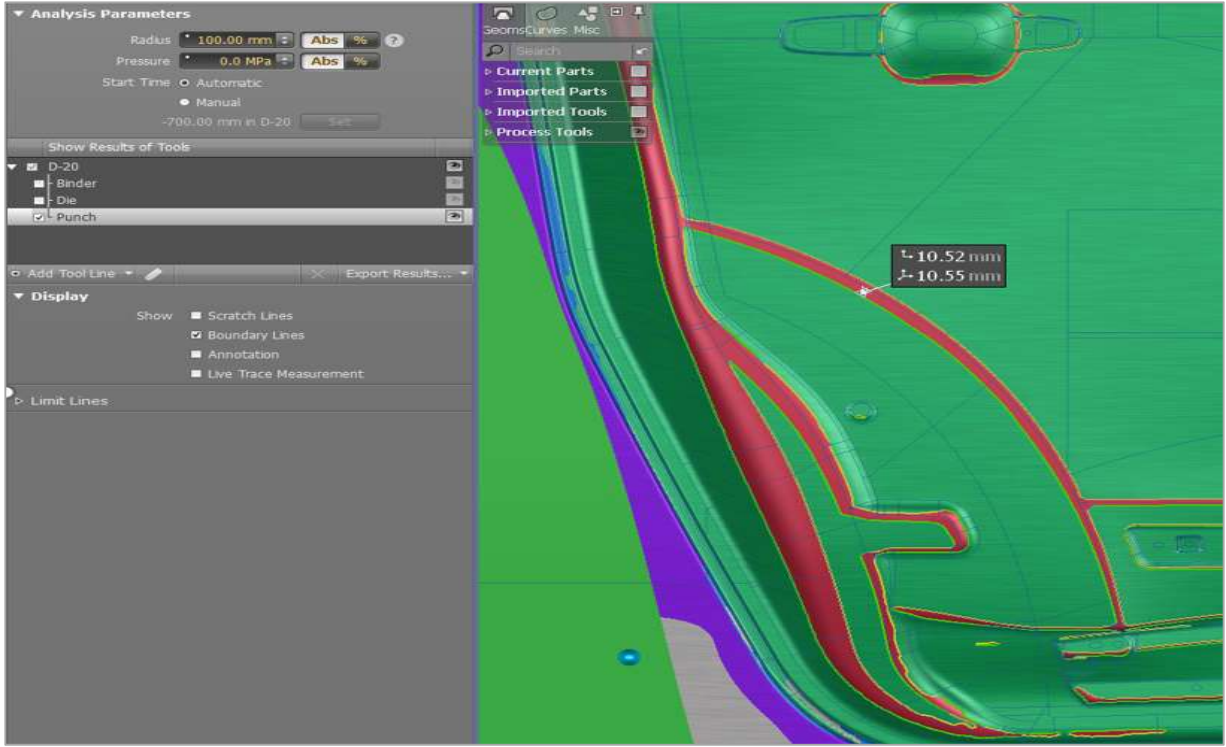 Analysis Parameters
Radius 100.00 mm Abs % ?
Pressure 0.0 MPa Abs %
Start Time Automatic
Manual
-700.00 mm in D-20 Set
Show Results of Tools
D-20
Binder
Die
Punch
Add Tool Line Export Results...
Display
Show Scratch Lines
Boundary Lines
Annotation
Live Trace Measurement
Limit Lines
Geoms Curves Misc
Search
Current Parts
Imported Parts
Imported Tools
Process Tools
10.52 mm
10.55 mm